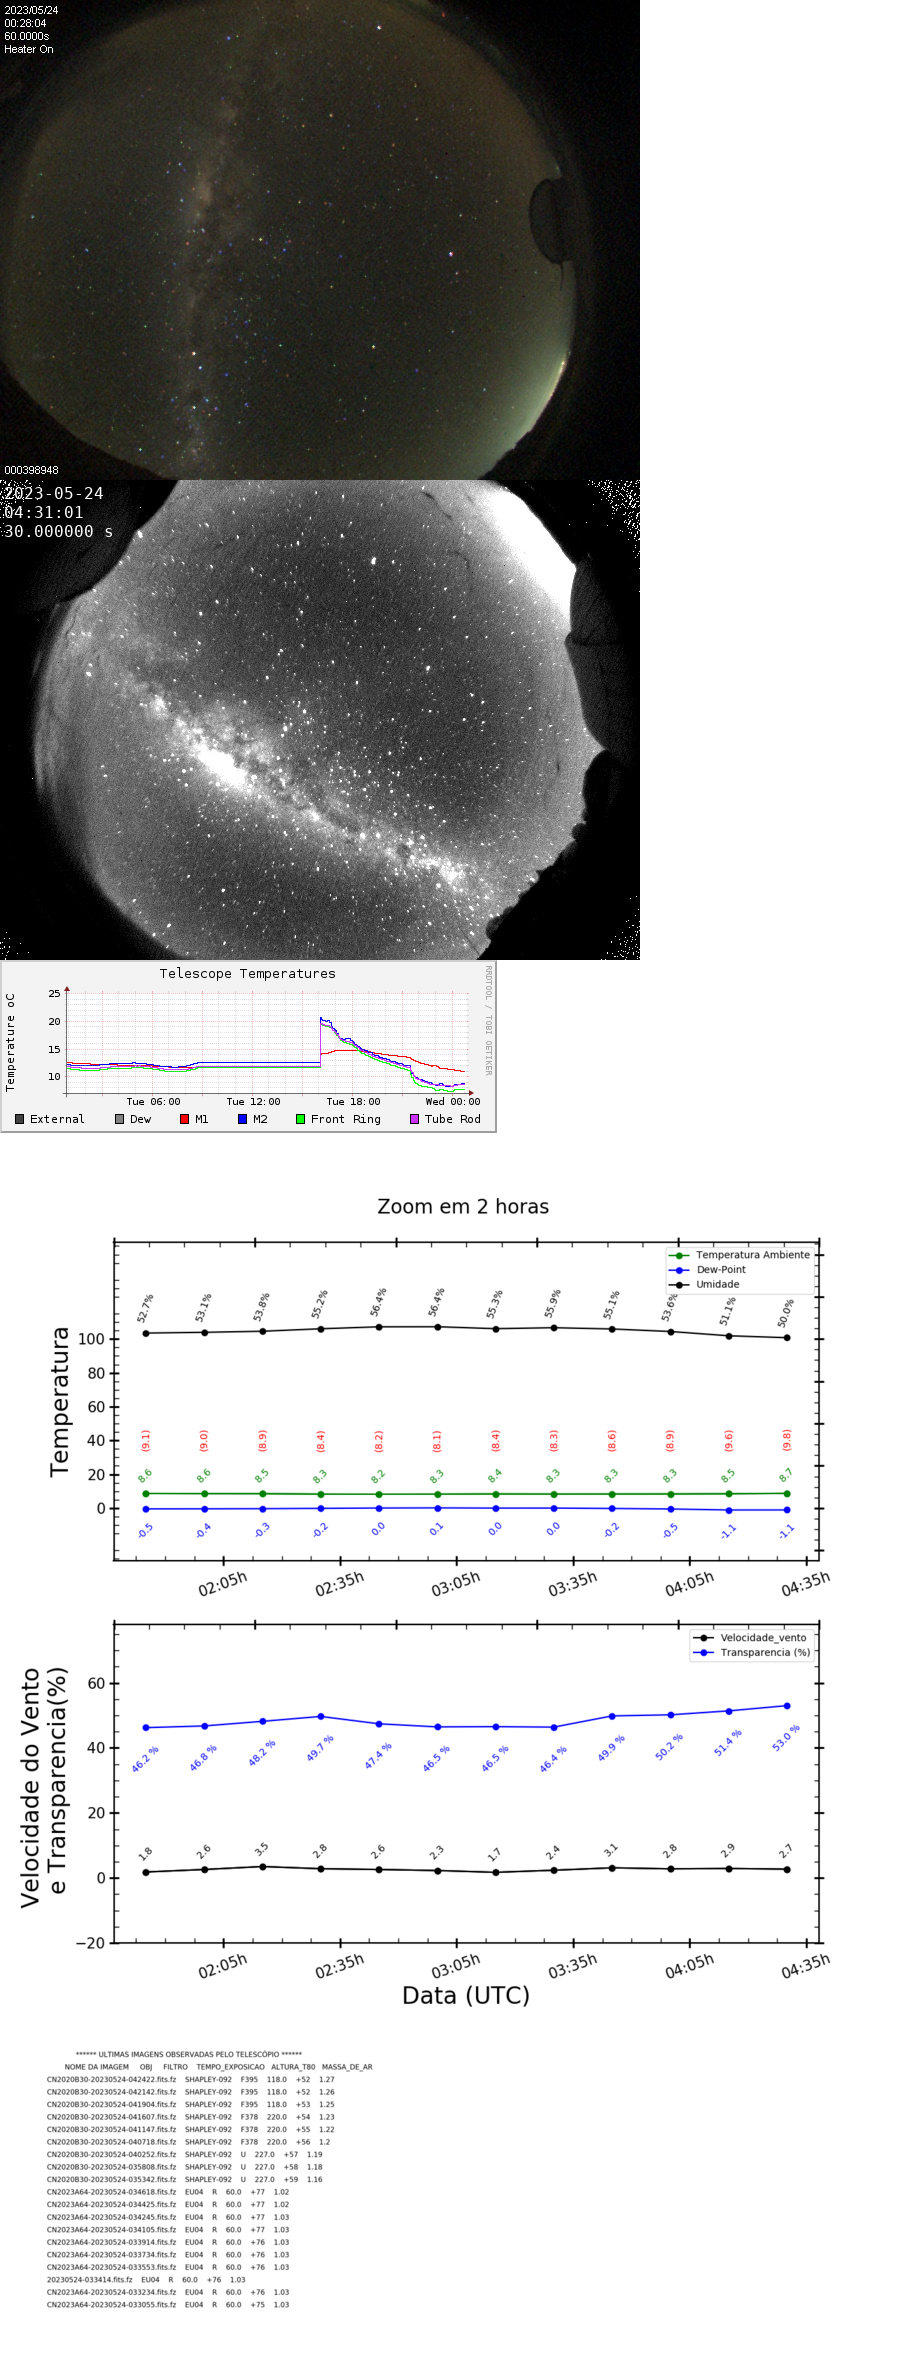 2023/05/24
00:28:04
60.0000s
Heater On
000398948
2023-05-24
04:31:01
30.000000 s
Telescope Temperatures
RRDTOOL / TOBI OETIKER
Temperature oC
25
20
15
10
Tue 06:00 Tue 12:00 Tue 18:00 Wed 00:00
External Dew M1 M2 Front Ring Tube Rod
Zoom em 2 horas
Temperatura Ambiente
Dew-Point
Umidade
52.7% 53.1% 53.8% 55.2% 56.4% 56.4% 55.3% 55.9% 55.1% 53.6% 51.1% 50.0%
Temperatura
100
80
60
40
20
0
(9.1) (9.0) (8.9) (8.4) (8.2) (8.1) (8.4) (8.3) (8.6) (8.9) (9.6) (9.8)
8.6 8.6 8.5 8.3 8.2 8.3 8.4 8.3 8.3 8.3 8.5 8.7
-0.5 -0.4 -0.3 -0.2 0.0 0.1 0.0 0.0 -0.2 -0.5 -1.1 -1.1
02:05h 02:35h 03:05h 03:35h 04:05h 04:35h
Velocidade_vento
Transparencia (%)
Velocidade do Vento
e Transparencia(%)
60
40
20
0
−20
46.2 % 46.8 % 48.2 % 49.7 % 47.4 % 46.5 % 46.5 % 46.4 % 49.9 % 50.2 % 51.4 % 53.0 %
1.8 2.6 3.5 2.8 2.6 2.3 1.7 2.4 3.1 2.8 2.9 2.7
02:05h 02:35h 03:05h 03:35h 04:05h 04:35h
Data (UTC)
****** ULTIMAS IMAGENS OBSERVADAS PELO TELESCÓPIO ******
NOME DA IMAGEM OBJ FILTRO TEMPO_EXPOSICAO ALTURA_T80 MASSA_DE_AR
CN2020B30-20230524-042422.fits.fz SHAPLEY-092 F395 118.0 +52 1.27
CN2020B30-20230524-042142.fits.fz SHAPLEY-092 F395 118.0 +52 1.26
CN2020B30-20230524-041904.fits.fz SHAPLEY-092 F395 118.0 +53 1.25
CN2020B30-20230524-041607.fits.fz SHAPLEY-092 F378 220.0 +54 1.23
CN2020B30-20230524-041147.fits.fz SHAPLEY-092 F378 220.0 +55 1.22
CN2020B30-20230524-040718.fits.fz SHAPLEY-092 F378 220.0 +56 1.2
CN2020B30-20230524-040252.fits.fz SHAPLEY-092 U 227.0 +57 1.19
CN2020B30-20230524-035808.fits.fz SHAPLEY-092 U 227.0 +58 1.18
CN2020B30-20230524-035342.fits.fz SHAPLEY-092 U 227.0 +59 1.16
CN2023A64-20230524-034618.fits.fz EU04 R 60.0 +77 1.02
CN2023A64-20230524-034425.fits.fz EU04 R 60.0 +77 1.02
CN2023A64-20230524-034245.fits.fz EU04 R 60.0 +77 1.03
CN2023A64-20230524-034105.fits.fz EU04 R 60.0 +77 1.03
CN2023A64-20230524-033914.fits.fz EU04 R 60.0 +76 1.03
CN2023A64-20230524-033734.fits.fz EU04 R 60.0 +76 1.03
CN2023A64-20230524-033553.fits.fz EU04 R 60.0 +76 1.03
20230524-033414.fits.fz EU04 R 60.0 +76 1.03
CN2023A64-20230524-033234.fits.fz EU04 R 60.0 +76 1.03
CN2023A64-20230524-033055.fits.fz EU04 R 60.0 +75 1.03